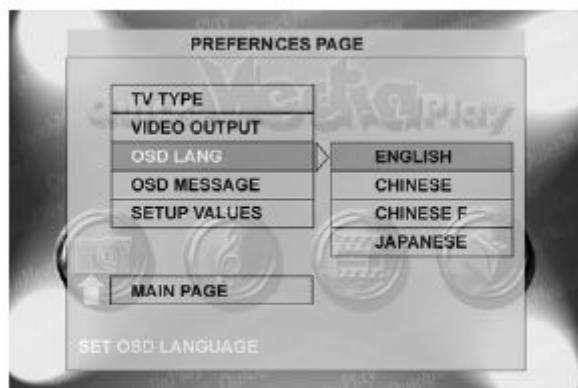 PREFERNCES PAGE
TV TYPE
VIDEO OUTPUT
OSD LANG
OSD MESSAGE
SETUP VALUES
ENGLISH
CHINESE
CHINESE F
JAPANESE
MAIN PAGE
SET OSD LANGUAGE
MediaPlay